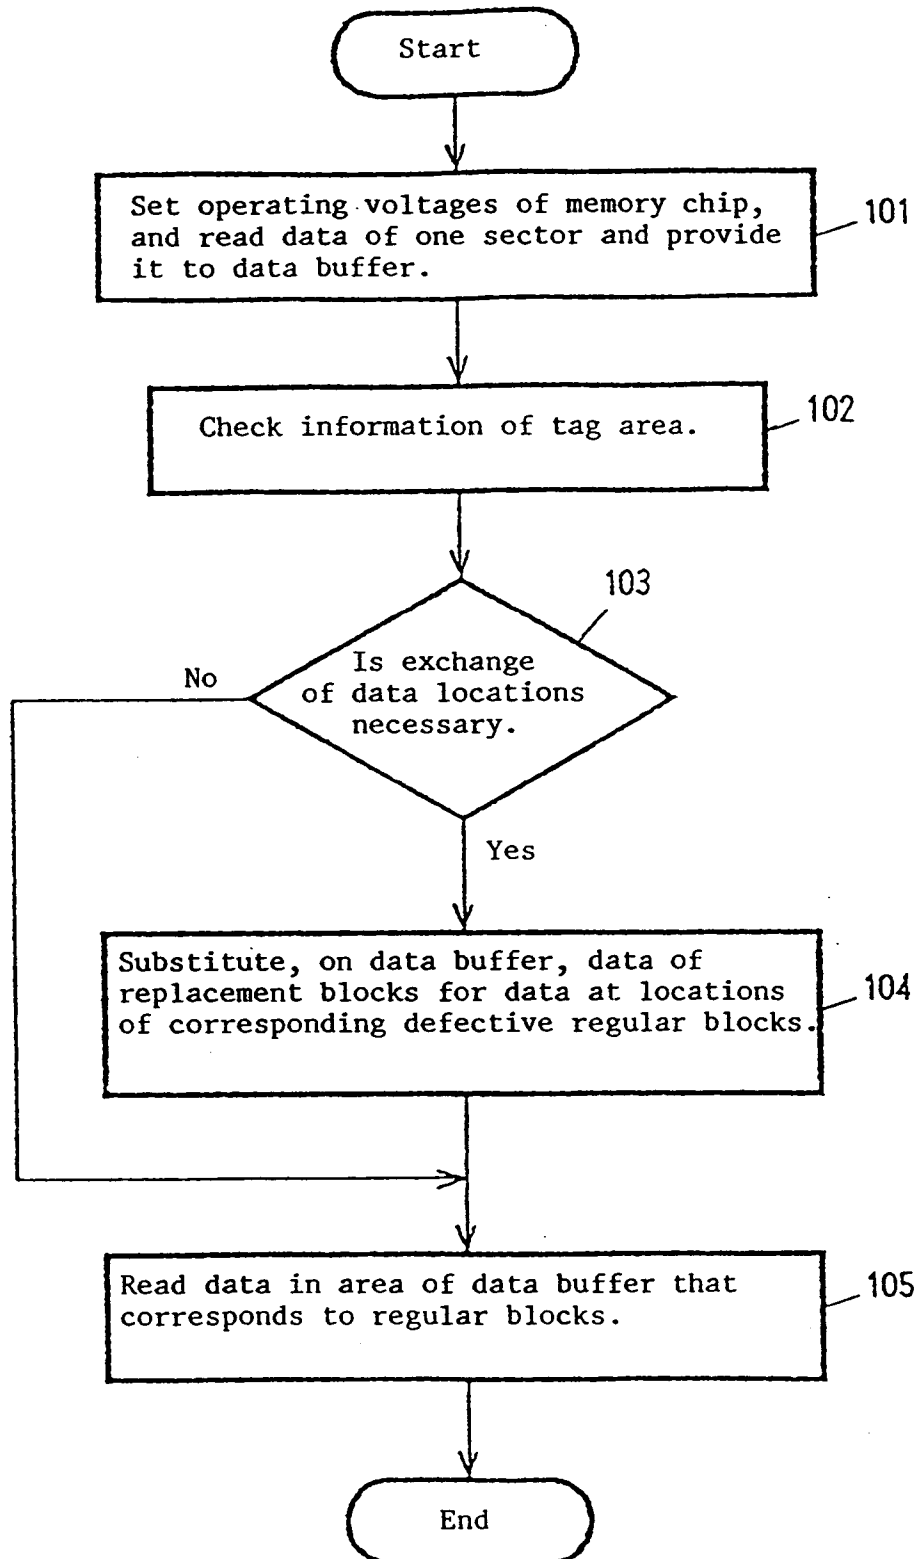 Start
Set operating voltages of memory chip,
and read data of one sector and provide
it to data buffer.
101
Check information of tag area.
102
103
Is exchange
of data locations
necessary.
No
Yes
Substitute, on data buffer, data of
replacement blocks for data at locations
of corresponding defective regular blocks.
104
Read data in area of data buffer that
corresponds to regular blocks.
105
End